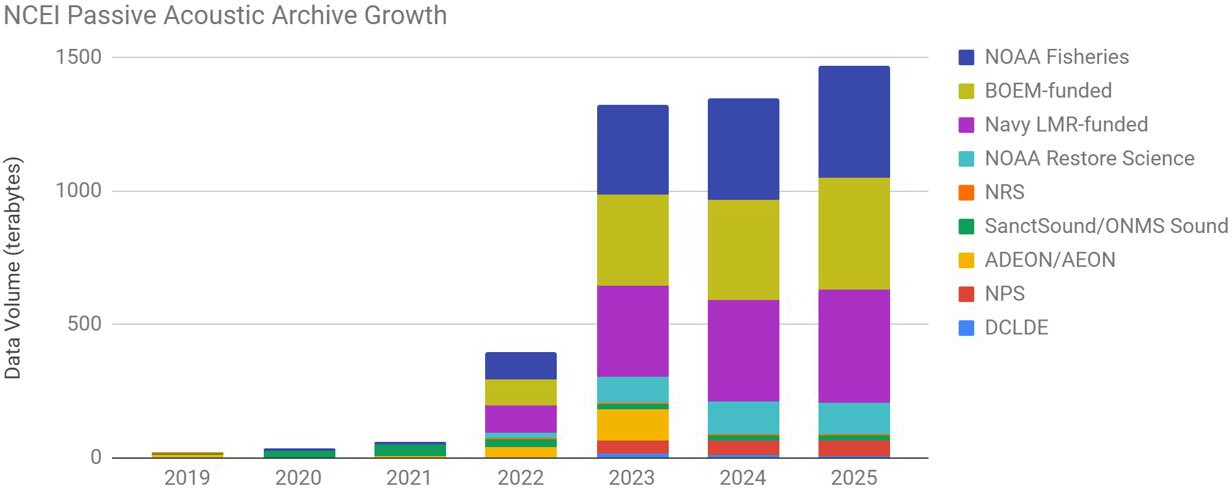 NCEI Passive Acoustic Archive Growth
Data Volume (terabytes)
1500
1000
500
0
2019
2020
2021
2022
2023
2024
2025
NOAA Fisheries
BOEM-funded
Navy LMR-funded
NOAA Restore Science
NRS
SanctSound/ONMS Sound
ADEON/AEON
NPS
DCLDE